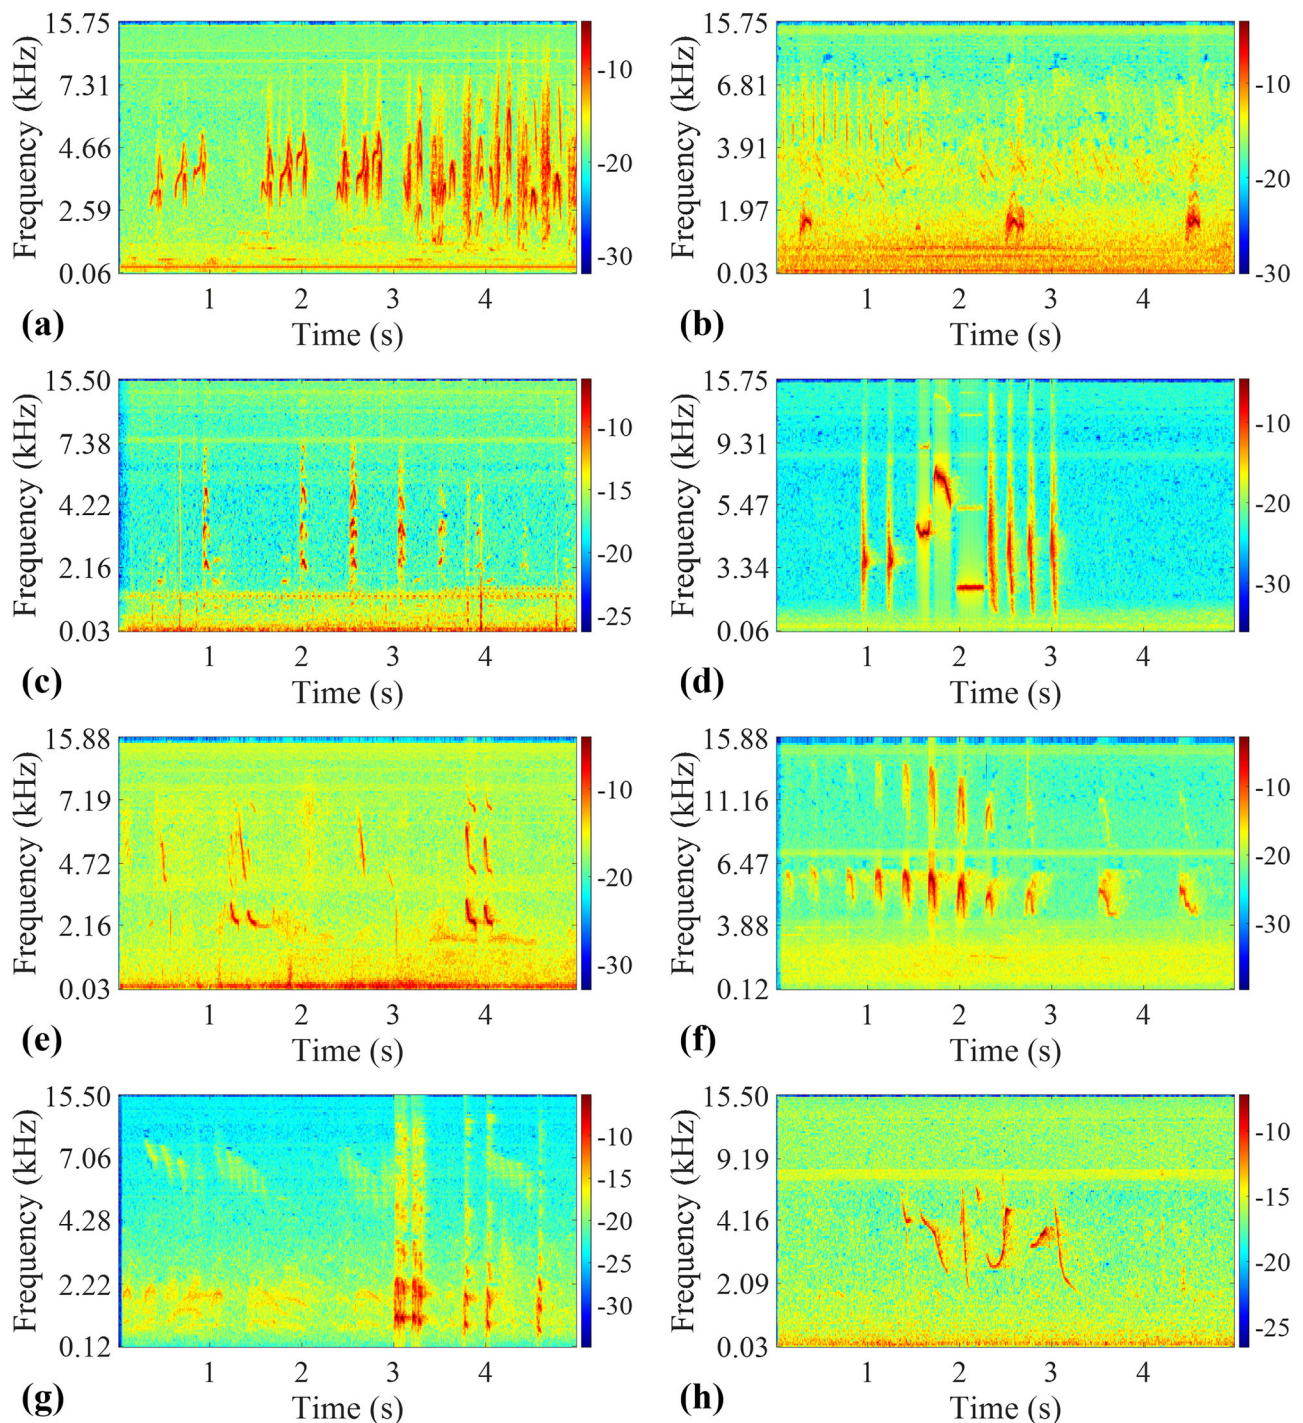 15.75
7.31
4.66
2.59
0.06
Frequency (kHz)
1 2 3 4
Time (s)
-10
-20
-30
(a)
15.75
6.81
3.91
1.97
0.03
Frequency (kHz)
1 2 3 4
Time (s)
-10
-20
-30
(b)
15.50
7.38
4.22
2.16
0.03
Frequency (kHz)
1 2 3 4
Time (s)
-10
-15
-20
-25
(c)
15.75
9.31
5.47
3.34
0.06
Frequency (kHz)
1 2 3 4
Time (s)
-10
-20
-30
(d)
15.88
7.19
4.72
2.16
0.03
Frequency (kHz)
1 2 3 4
Time (s)
-10
-20
-30
(e)
15.88
11.16
6.47
3.88
0.12
Frequency (kHz)
1 2 3 4
Time (s)
-10
-20
-30
(f)
15.50
7.06
4.28
2.22
0.12
Frequency (kHz)
1 2 3 4
Time (s)
-10
-15
-20
-25
-30
(g)
15.50
9.19
4.16
2.09
0.03
Frequency (kHz)
1 2 3 4
Time (s)
-10
-15
-20
-25
(h)